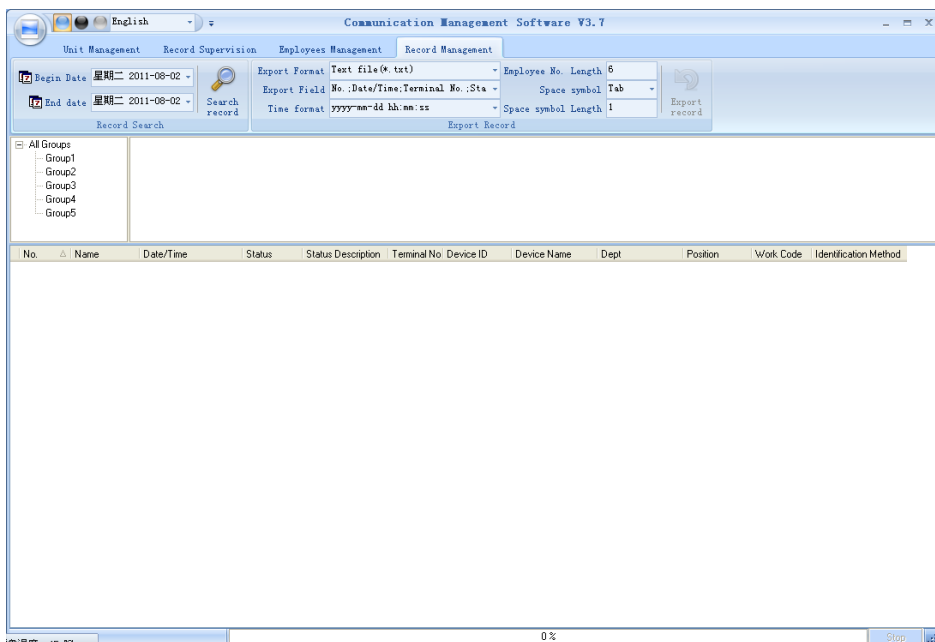 English
Communication Management Software V3.7
Unit Management Record Supervision Employees Management Record Management
Begin Date 星期二 2011-08-02
End date 星期二 2011-08-02
Search record
Record Search
Export Format Text file(*.txt)
Export Field No.;Date/Time;Terminal No.;Sta
Time format yyyy-mm-dd hh:mm:ss
Employee No. Length 6
Space symbol Tab
Space symbol Length 1
Export record
Export Record
All Groups
Group1
Group2
Group3
Group4
Group5
No. Name Date/Time Status Status Description Terminal No Device ID Device Name Dept Position Work Code Identification Method
0%
Stop